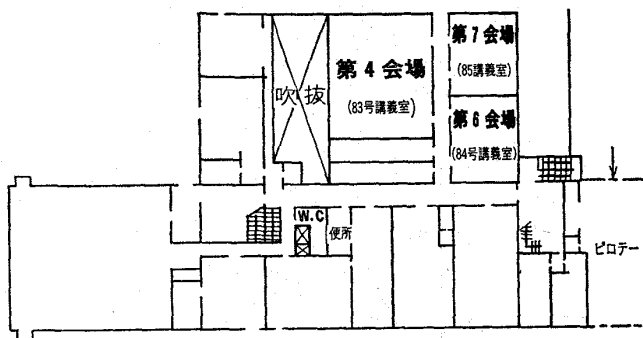 第4会場
(83号講義室)
吹抜
第7会場
(85講義室)
第6会場
(84号講義室)
W.C
便所
ピロテー